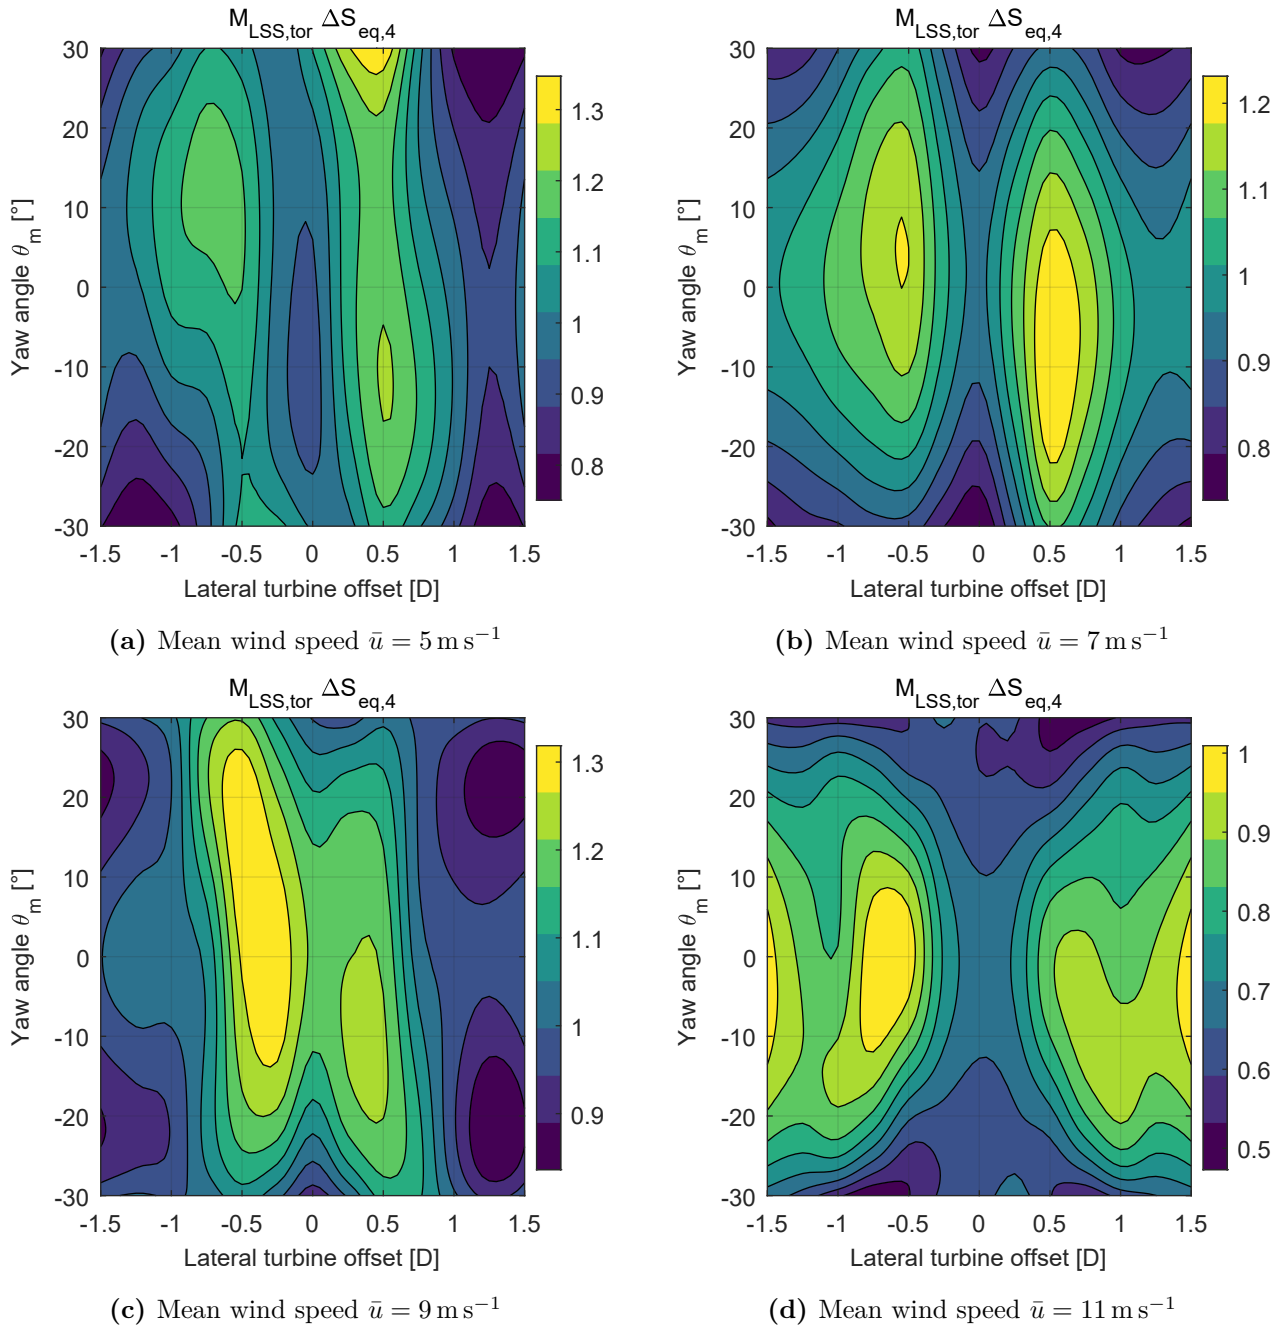 M_LSS,tor ΔS_eq,4
M_LSS,tor ΔS_eq,4
30
20
10
0
-10
-20
-30
Yaw angle θ_m [°]
-1.5 -1 -0.5 0 0.5 1 1.5
Lateral turbine offset [D]
1.3
1.2
1.1
1
0.9
0.8
30
20
10
0
-10
-20
-30
Yaw angle θ_m [°]
-1.5 -1 -0.5 0 0.5 1 1.5
Lateral turbine offset [D]
1.2
1.1
1
0.9
0.8
(a) Mean wind speed ū = 5 m s⁻¹
(b) Mean wind speed ū = 7 m s⁻¹
M_LSS,tor ΔS_eq,4
M_LSS,tor ΔS_eq,4
30
20
10
0
-10
-20
-30
Yaw angle θ_m [°]
-1.5 -1 -0.5 0 0.5 1 1.5
Lateral turbine offset [D]
1.3
1.2
1.1
1
0.9
30
20
10
0
-10
-20
-30
Yaw angle θ_m [°]
-1.5 -1 -0.5 0 0.5 1 1.5
Lateral turbine offset [D]
1
0.9
0.8
0.7
0.6
0.5
(c) Mean wind speed ū = 9 m s⁻¹
(d) Mean wind speed ū = 11 m s⁻¹